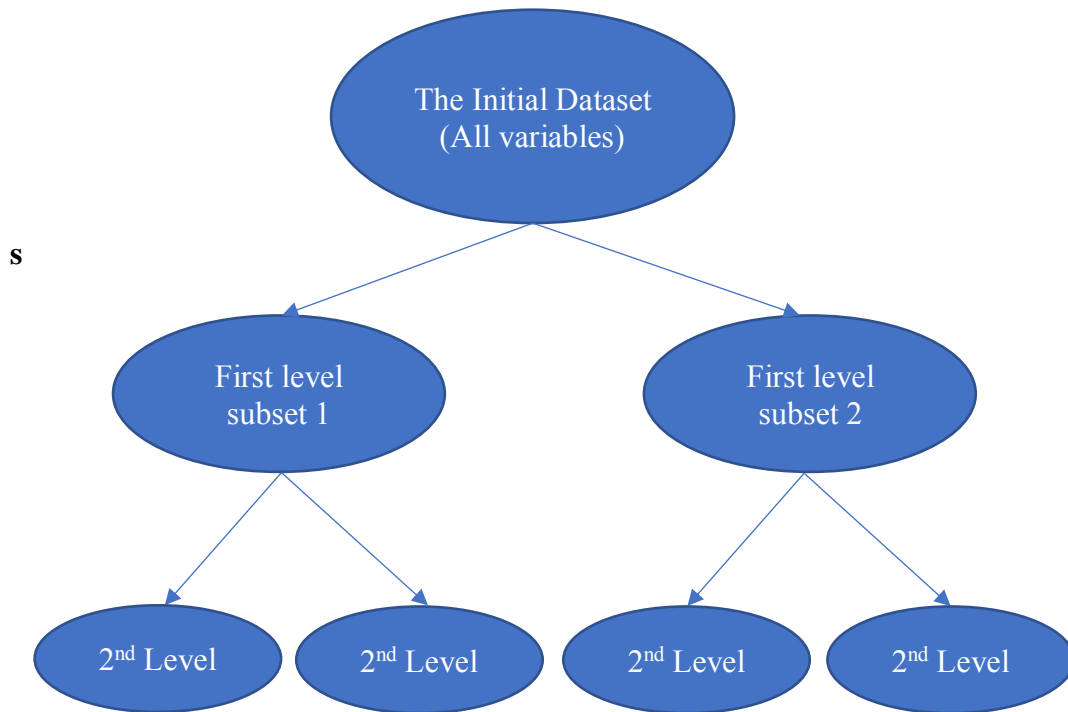 The Initial Dataset
(All variables)
s
First level
subset 1
First level
subset 2
2nd Level
2nd Level
2nd Level
2nd Level